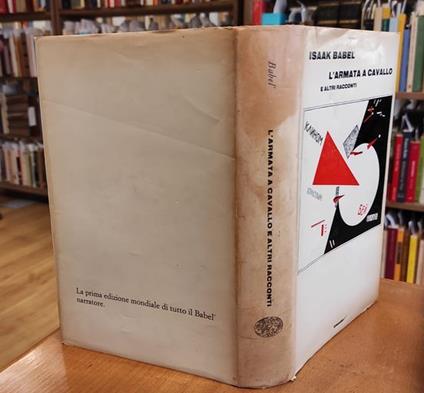 La prima edizione mondiale di tutto il Babel'
narratore.
Babel'
L'ARMATA A CAVALLO E ALTRI RACCONTI
ISAAK BABEL'
L'ARMATA A CAVALLO
E ALTRI RACCONTI
КЛИНОМ